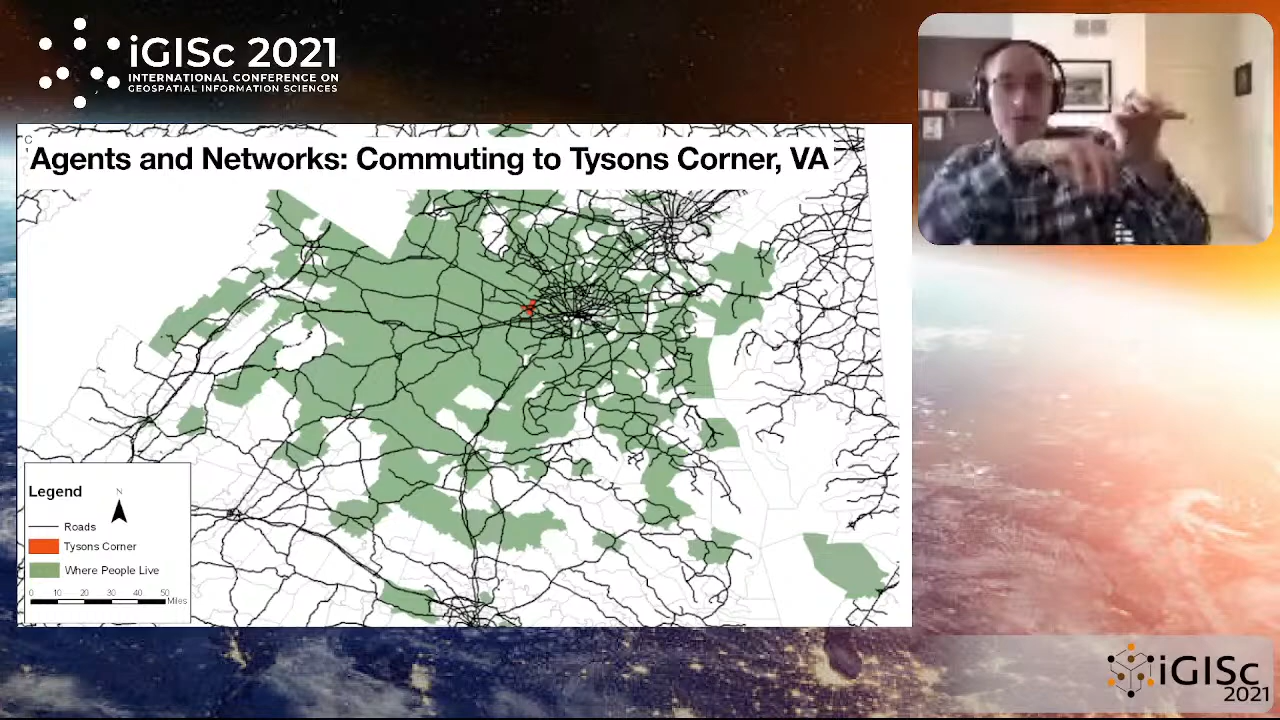 iGISc 2021
INTERNATIONAL CONFERENCE ON
GEOSPATIAL INFORMATION SCIENCES
Agents and Networks: Commuting to Tysons Corner, VA
Legend
N
Roads
Tysons Corner
Where People Live
0 10 20 30 40 50
Miles
iGISc
2021